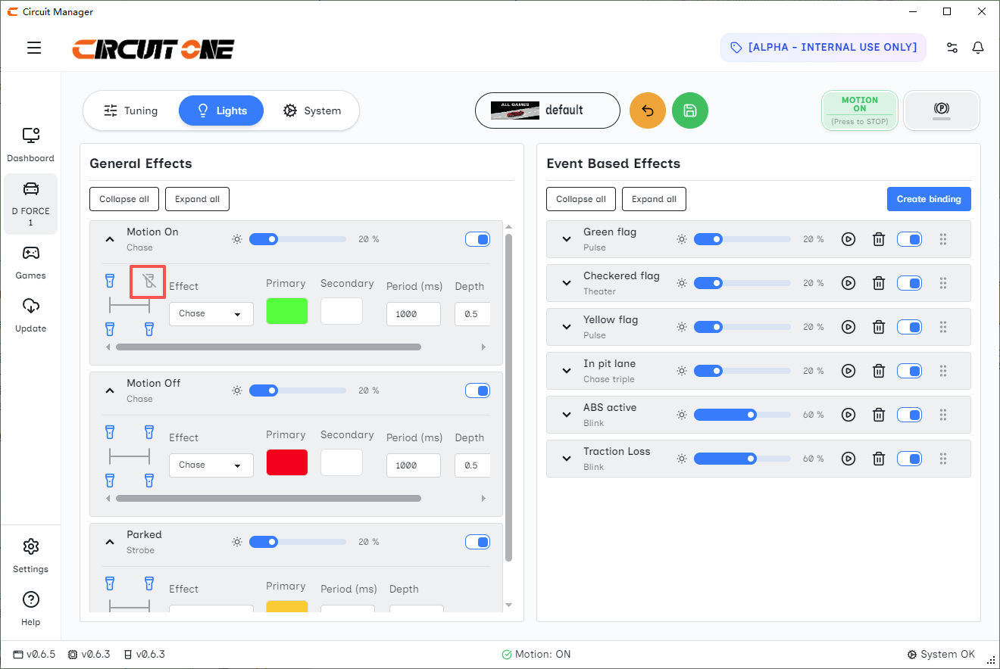 Circuit Manager
CIRCUIT ONE
[ALPHA - INTERNAL USE ONLY]
Tuning
Lights
System
ALL GAMES
default
MOTION
ON
(Press to STOP)
P
Dashboard
D FORCE
1
Games
Update
Settings
Help
General Effects
Collapse all
Expand all
Motion On
Chase
20 %
Effect
Primary
Secondary
Period (ms)
Depth
Chase
1000
0.5
Motion Off
Chase
20 %
Effect
Primary
Secondary
Period (ms)
Depth
Chase
1000
0.5
Parked
Strobe
20 %
Effect
Primary
Period (ms)
Depth
Event Based Effects
Collapse all
Expand all
Create binding
Green flag
Pulse
20 %
Checkered flag
Theater
20 %
Yellow flag
Pulse
20 %
In pit lane
Chase triple
20 %
ABS active
Blink
60 %
Traction Loss
Blink
60 %
v0.6.5
v0.6.3
v0.6.3
Motion: ON
System OK